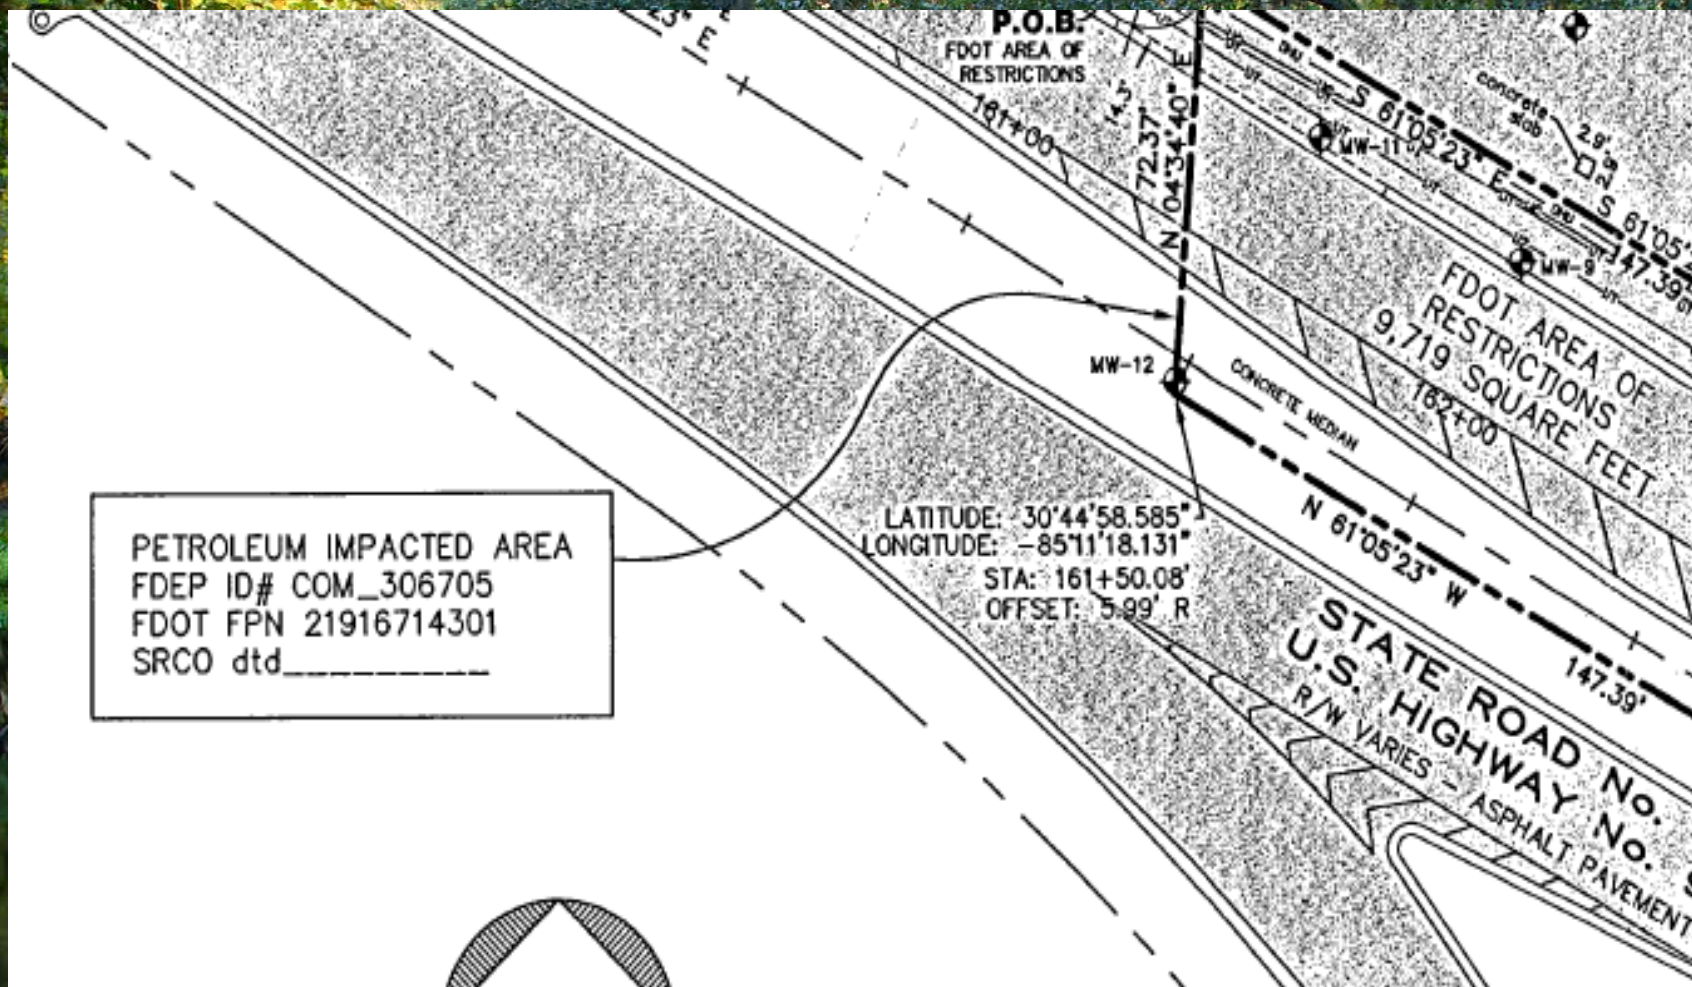 23" E
P.O.B.
FDOT AREA OF
RESTRICTIONS
161+00
72.37'
N 04°34'40" E
S 61°05'23" E
MW-11
concrete
slab
2.9'
2.9'
S 61°05'2
147.39'
MW-9
UT
OHU
FDOT AREA OF
RESTRICTIONS
9,719 SQUARE FEET
162+00
MW-12
CONCRETE MEDIAN
LATITUDE: 30°44'58.585"
LONGITUDE: -85°11'18.131"
STA: 161+50.08'
OFFSET: 5.99' R
N 61°05'23" W
147.39'
PETROLEUM IMPACTED AREA
FDEP ID# COM_306705
FDOT FPN 21916714301
SRCO dtd__________
STATE ROAD No.
U.S. HIGHWAY No.
R/W VARIES - ASPHALT PAVEMENT